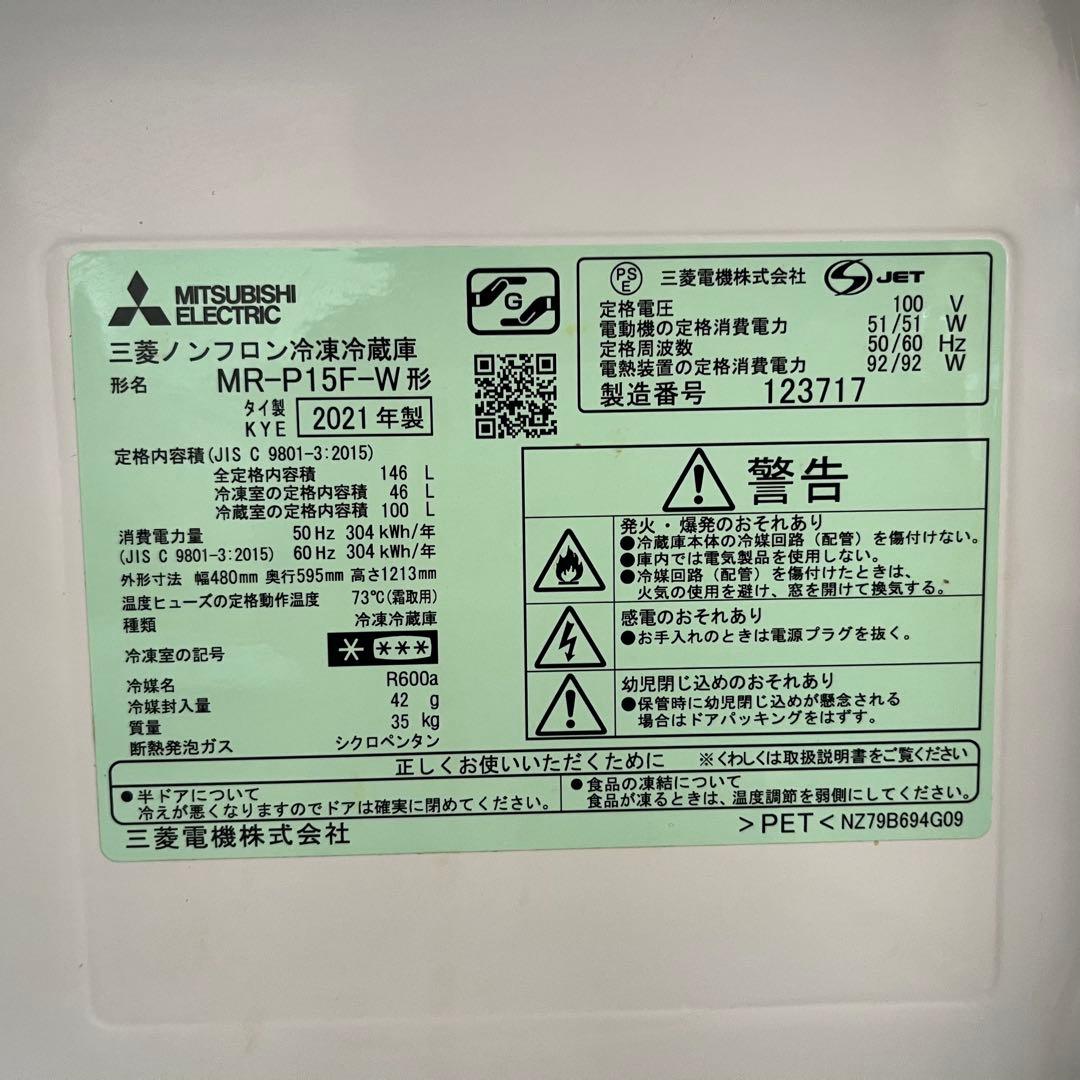 MITSUBISHI
ELECTRIC
三菱ノンフロン冷凍冷蔵庫
形名 MR-P15F-W形
タイ製
KYE 2021年製
G
定格内容積(JIS C 9801-3:2015)
全定格内容積 146 L
冷凍室の定格内容積 46 L
冷蔵室の定格内容積 100 L
消費電力量 50 Hz 304 kWh/年
(JIS C 9801-3:2015) 60 Hz 304 kWh/年
外形寸法 幅480mm 奥行595mm 高さ1213mm
温度ヒューズの定格動作温度 73℃(霜取用)
種類 冷凍冷蔵庫
冷凍室の記号
冷媒名 R600a
冷媒封入量 42 g
質量 35 kg
断熱発泡ガス シクロペンタン
PSE 三菱電機株式会社 S JET
定格電圧 100 V
電動機の定格消費電力 51/51 W
定格周波数 50/60 Hz
電熱装置の定格消費電力 92/92 W
製造番号 123717
警告
発火・爆発のおそれあり
●冷蔵庫本体の冷媒回路（配管）を傷付けない。
●庫内では電気製品を使用しない。
●冷媒回路（配管）を傷付けたときは、
火気の使用を避け、窓を開けて換気する。
感電のおそれあり
●お手入れのときは電源プラグを抜く。
幼児閉じ込めのおそれあり
●保管時に幼児閉じ込めが懸念される
場合はドアパッキングをはずす。
正しくお使いいただくために ※くわしくは取扱説明書をご覧ください
●半ドアについて
冷えが悪くなりますのでドアは確実に閉めてください。
●食品の凍結について
食品が凍るときは、温度調節を弱側にしてください。
三菱電機株式会社
>PET< NZ79B694G09